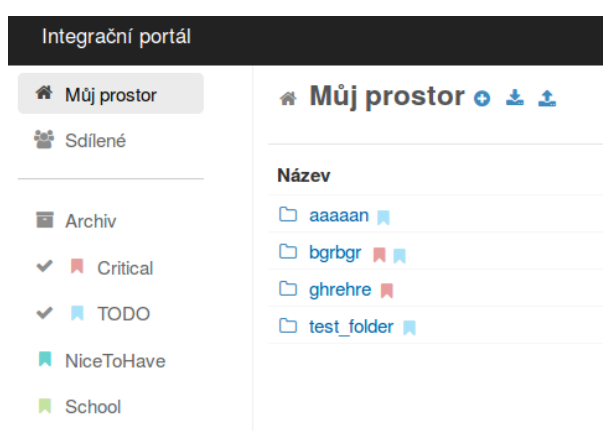 Integrační portál
Můj prostor
Sdílené
Archiv
Critical
TODO
NiceToHave
School
Můj prostor
Název
aaaaan
bgrbgr
ghrehre
test_folder